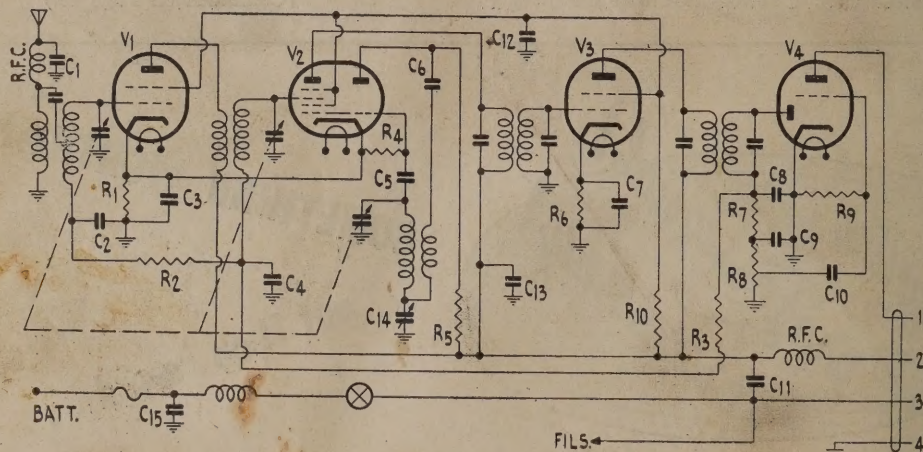 R.F.C.
C1
V1
V2
C6
C12
V3
V4
R4
C5
R1
C3
C2
R2
C4
C14
R5
C13
R6
C7
R10
R3
C8
R7
R9
C9
R8
C10
R.F.C.
C11
1
2
3
4
BATT.
C15
FILS.